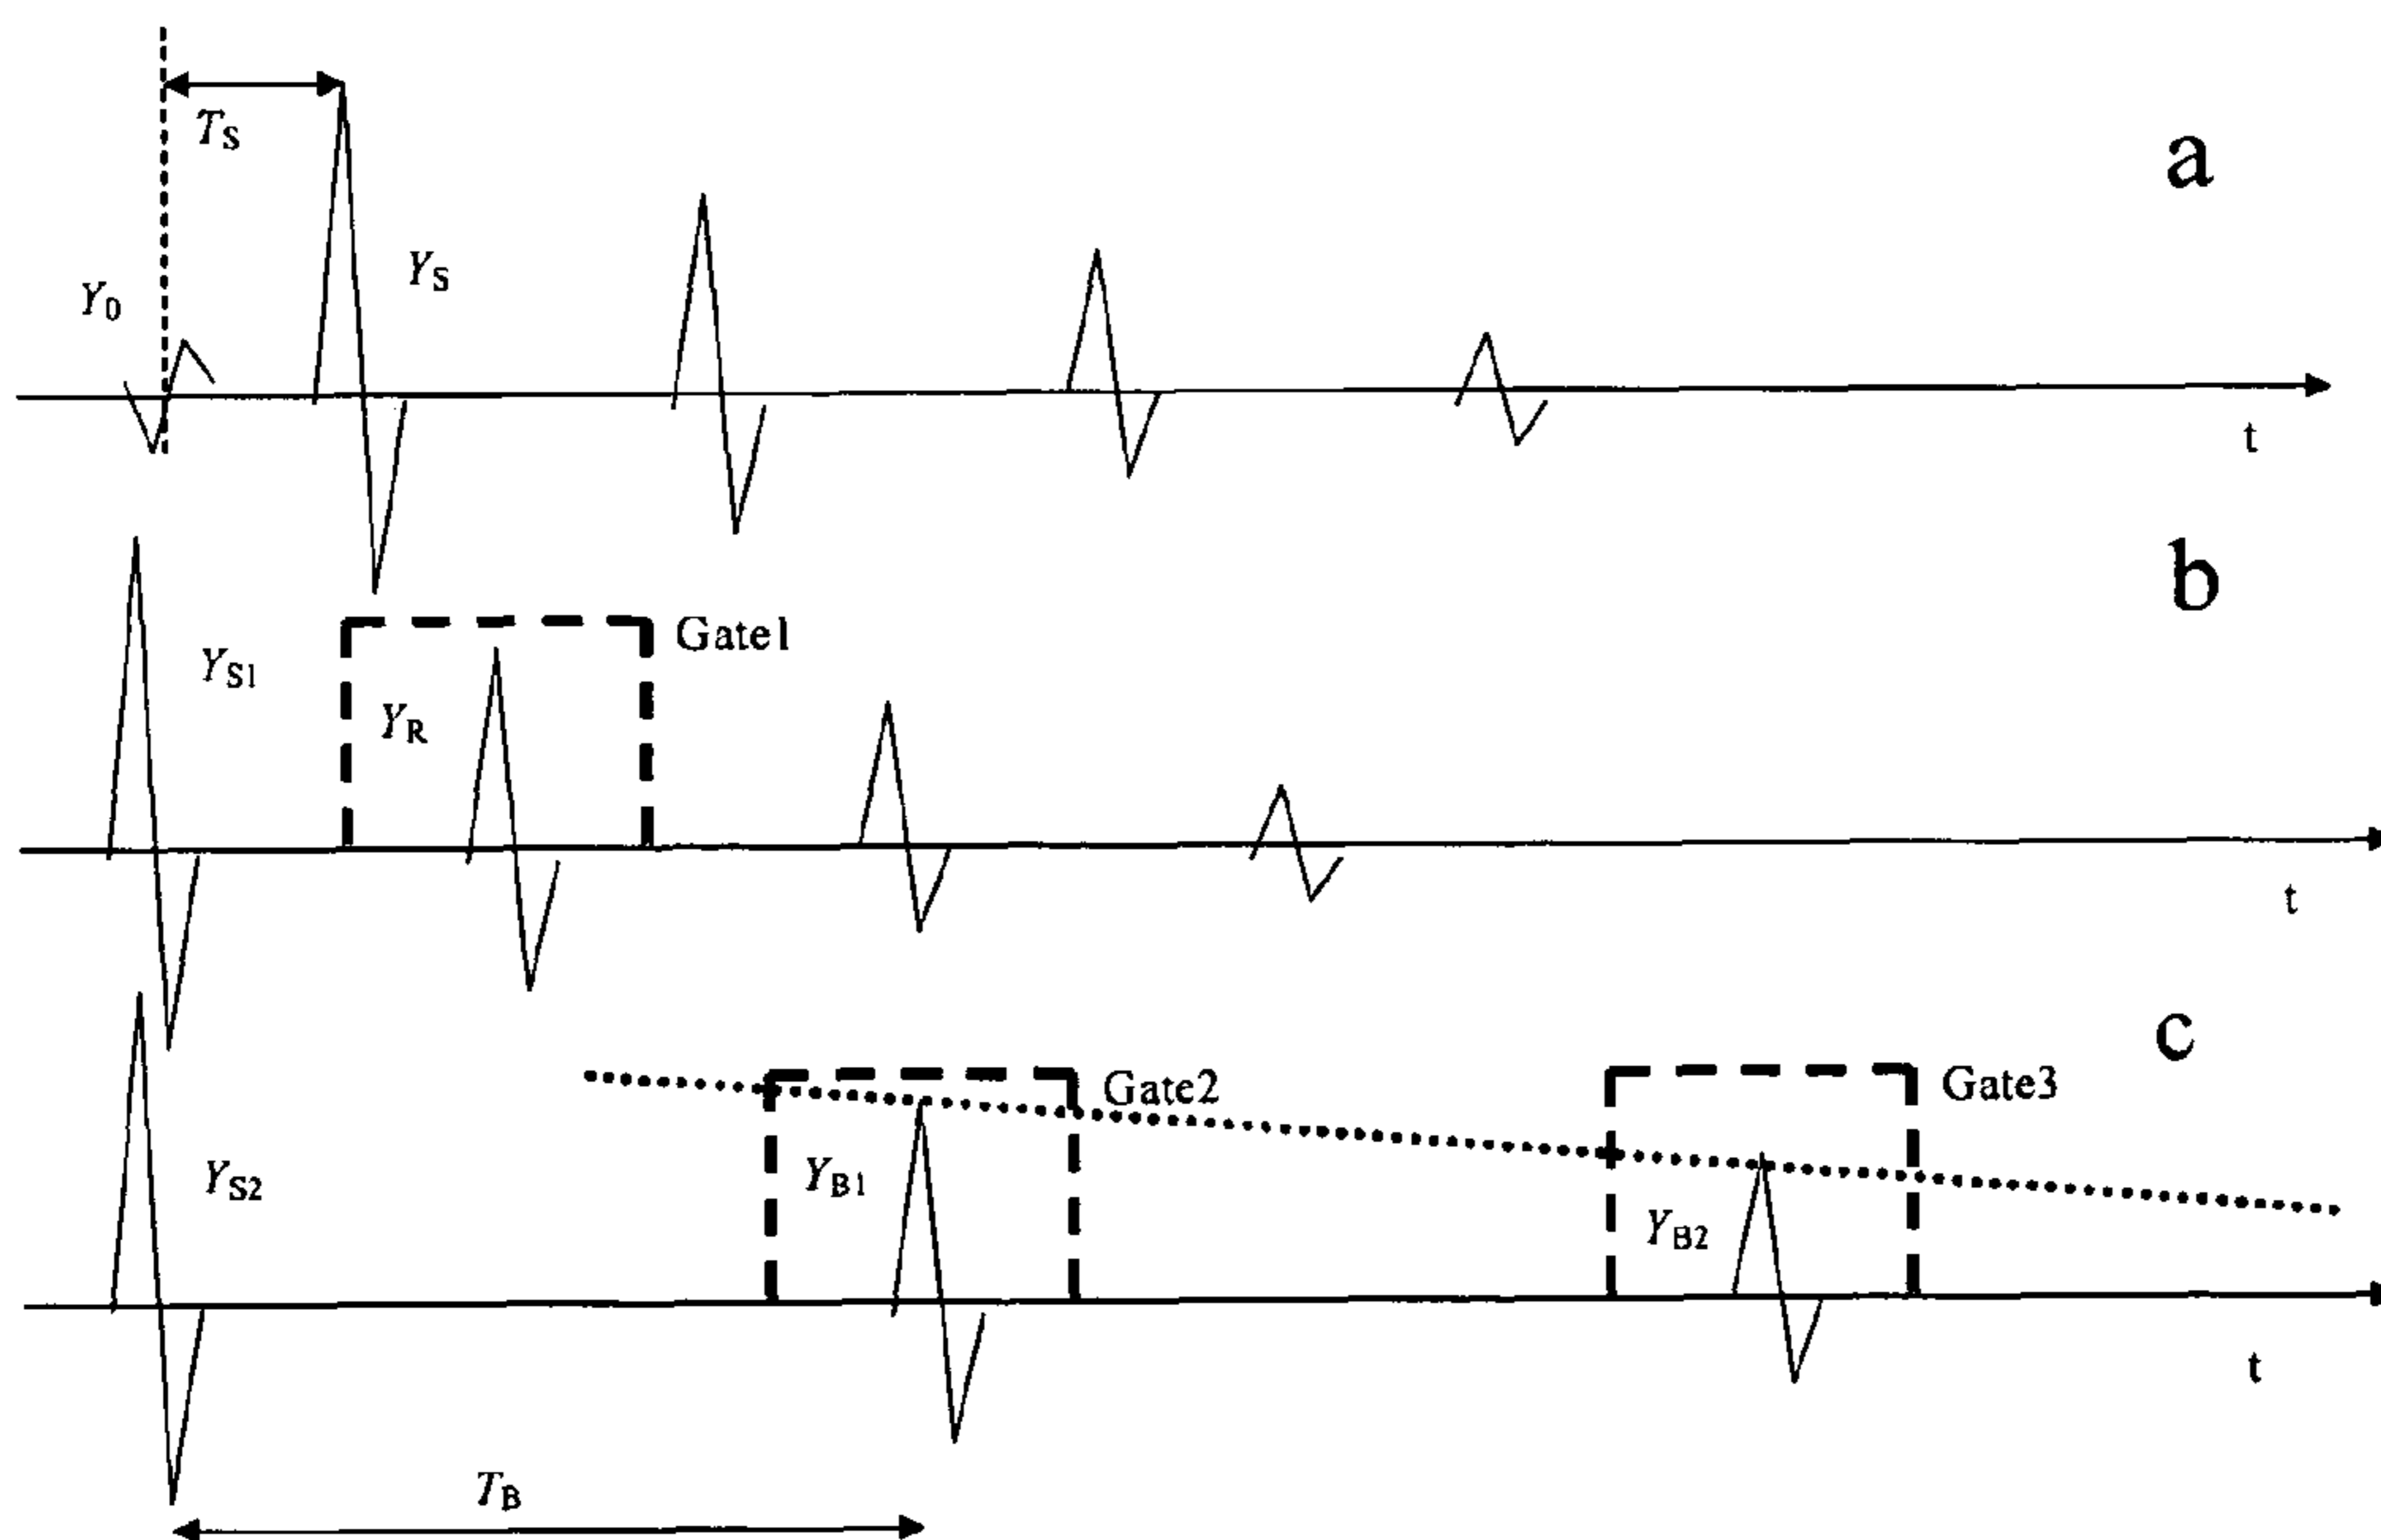 a
T_S
Y_0
Y_S
t
b
Gate1
Y_S1
Y_R
t
c
Gate2
Gate3
Y_S2
Y_B1
Y_B2
t
T_B